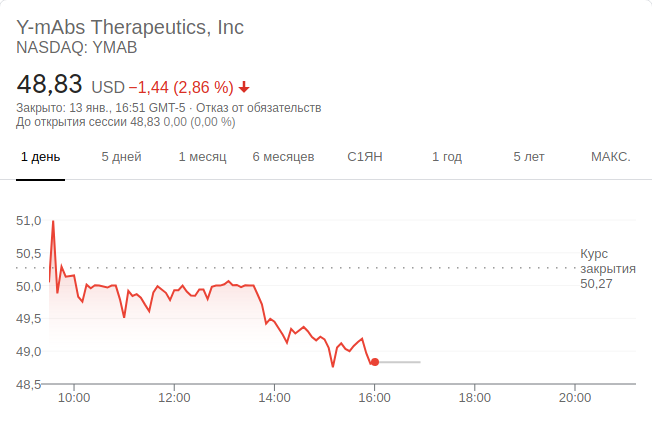 Y-mAbs Therapeutics, Inc
NASDAQ: YMAB
48,83 USD −1,44 (2,86 %)
Закрыто: 13 янв., 16:51 GMT-5 · Отказ от обязательств
До открытия сессии 48,83 0,00 (0,00 %)
1 день 5 дней 1 месяц 6 месяцев С1ЯН 1 год 5 лет МАКС.
51,0
50,5
50,0
49,5
49,0
48,5
Курс
закрытия
50,27
10:00 12:00 14:00 16:00 18:00 20:00